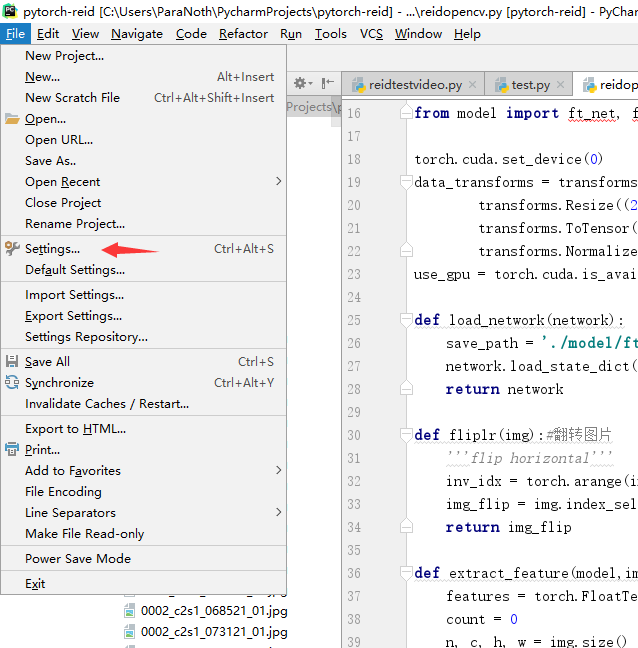 pytorch-reid [C:\Users\ParaNoth\PycharmProjects\pytorch-reid] - ...\reidopencv.py [pytorch-reid] - PyChar
File Edit View Navigate Code Refactor Run Tools VCS Window Help
New Project...
New... Alt+Insert
New Scratch File Ctrl+Alt+Shift+Insert
Open...
Open URL...
Save As..
Open Recent
Close Project
Rename Project...
Settings... Ctrl+Alt+S
Default Settings...
Import Settings...
Export Settings...
Settings Repository...
Save All Ctrl+S
Synchronize Ctrl+Alt+Y
Invalidate Caches / Restart...
Export to HTML...
Print...
Add to Favorites
File Encoding
Line Separators
Make File Read-only
Power Save Mode
Exit
Projects\p
0002_c2s1_068521_01.jpg
0002_c2s1_073121_01.jpg
reidtestvideo.py test.py reidop
16 from model import ft_net, f
17
18 torch.cuda.set_device(0)
19 data_transforms = transforms
20 transforms.Resize((2
21 transforms.ToTensor(
22 transforms.Normalize
23 use_gpu = torch.cuda.is_avai
24
25 def load_network(network):
26 save_path = './model/ft
27 network.load_state_dict(
28 return network
29
30 def fliplr(img):#翻转图片
31 '''flip horizontal'''
32 inv_idx = torch.arange(i
33 img_flip = img.index_sel
34 return img_flip
35
36 def extract_feature(model,im
37 features = torch.FloatTe
38 count = 0
39 n, c, h, w = img.size()